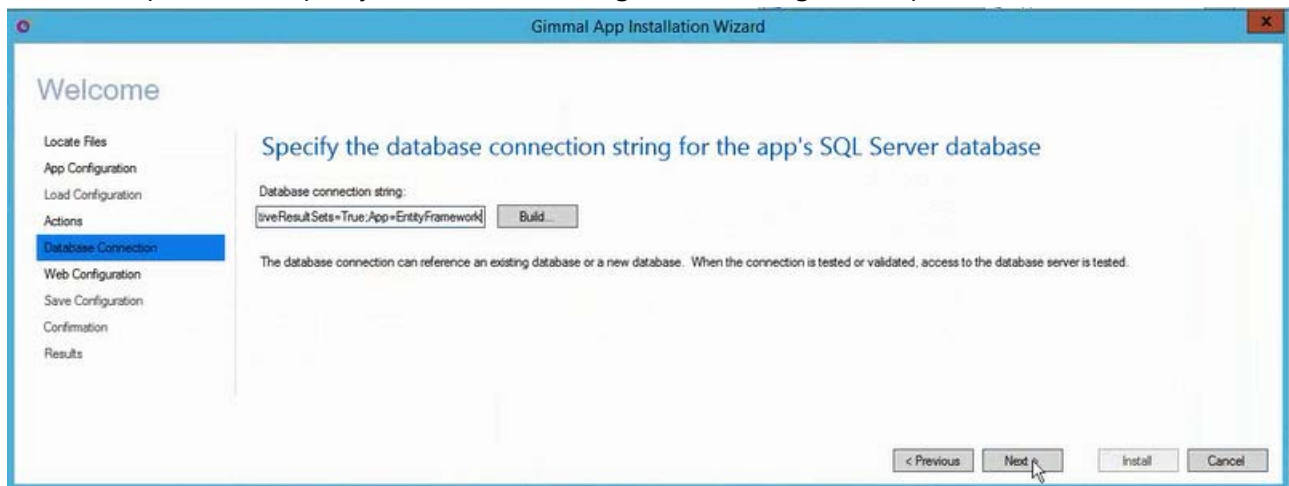 Gimmal App Installation Wizard
x
Welcome
Locate Files
App Configuration
Load Configuration
Actions
Database Connection
Web Configuration
Save Configuration
Confirmation
Results
Specify the database connection string for the app's SQL Server database
Database connection string:
tiveResultSets=True;App=EntityFramework
Build...
The database connection can reference an existing database or a new database. When the connection is tested or validated, access to the database server is tested.
< Previous
Next >
Install
Cancel